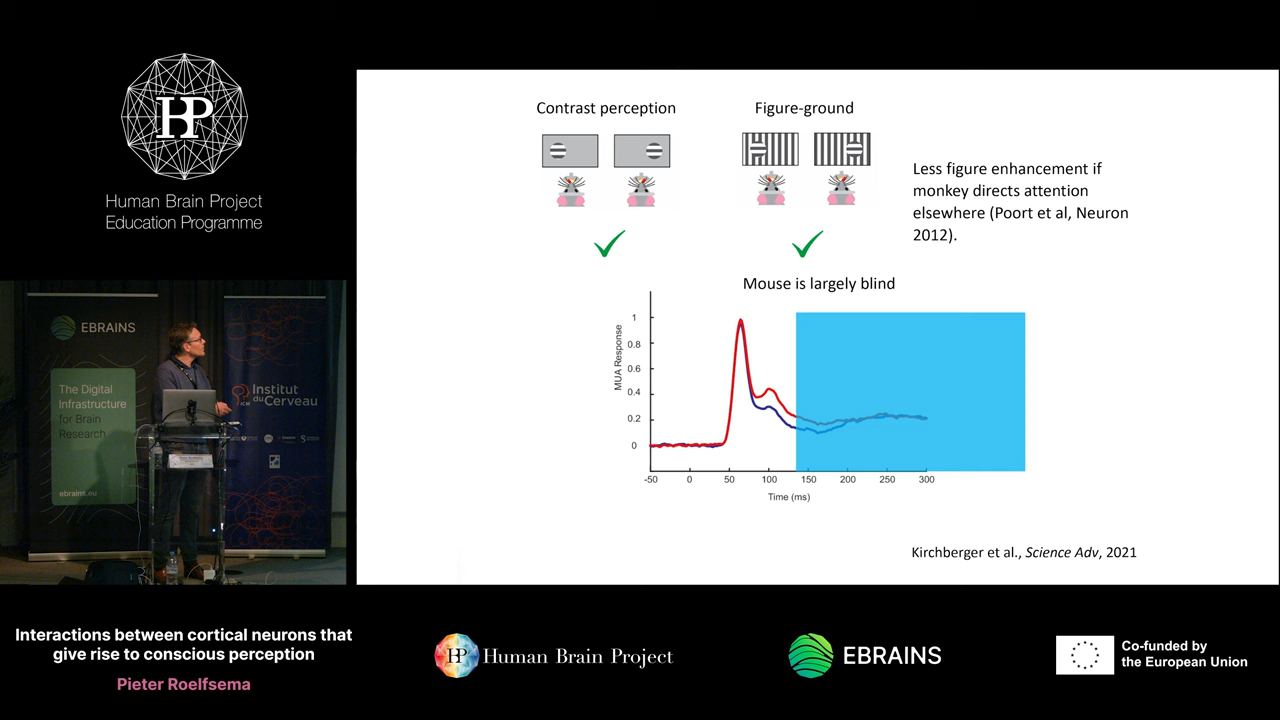 HP
Human Brain Project
Education Programme
EBRAINS
The Digital
Infrastructure
for Brain
Research
ebrains.eu
Institut
du Cerveau
ICM
Contrast perception
Figure-ground
Less figure enhancement if
monkey directs attention
elsewhere (Poort et al, Neuron
2012).
Mouse is largely blind
MUA Response
1
0.8
0.6
0.4
0.2
0
-50
0
50
100
150
200
250
300
Time (ms)
Kirchberger et al., Science Adv, 2021
Interactions between cortical neurons that
give rise to conscious perception
Pieter Roelfsema
HP
Human Brain Project
EBRAINS
Co-funded by
the European Union